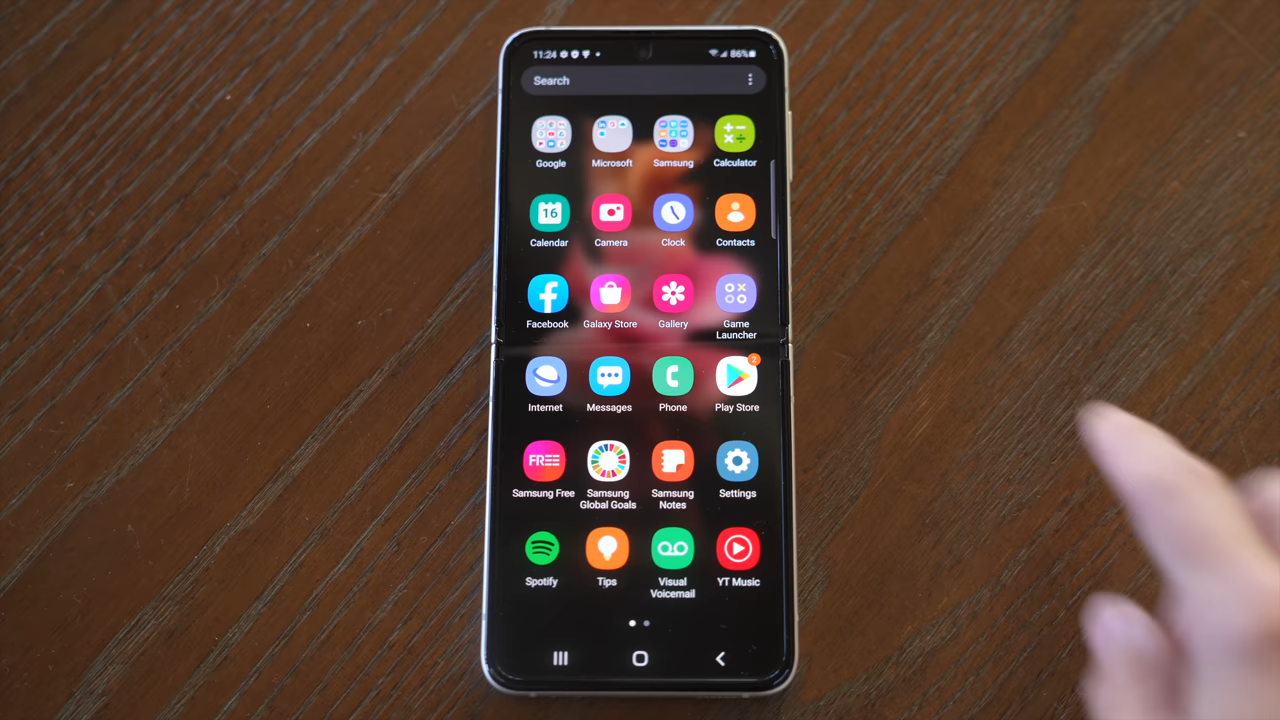 11:24 86%
Search
Google Microsoft Samsung Calculator
16
Calendar Camera Clock Contacts
Facebook Galaxy Store Gallery Game
Launcher
2
Internet Messages Phone Play Store
FREE
Samsung Free Samsung Samsung Settings
Global Goals Notes
Spotify Tips Visual YT Music
Voicemail